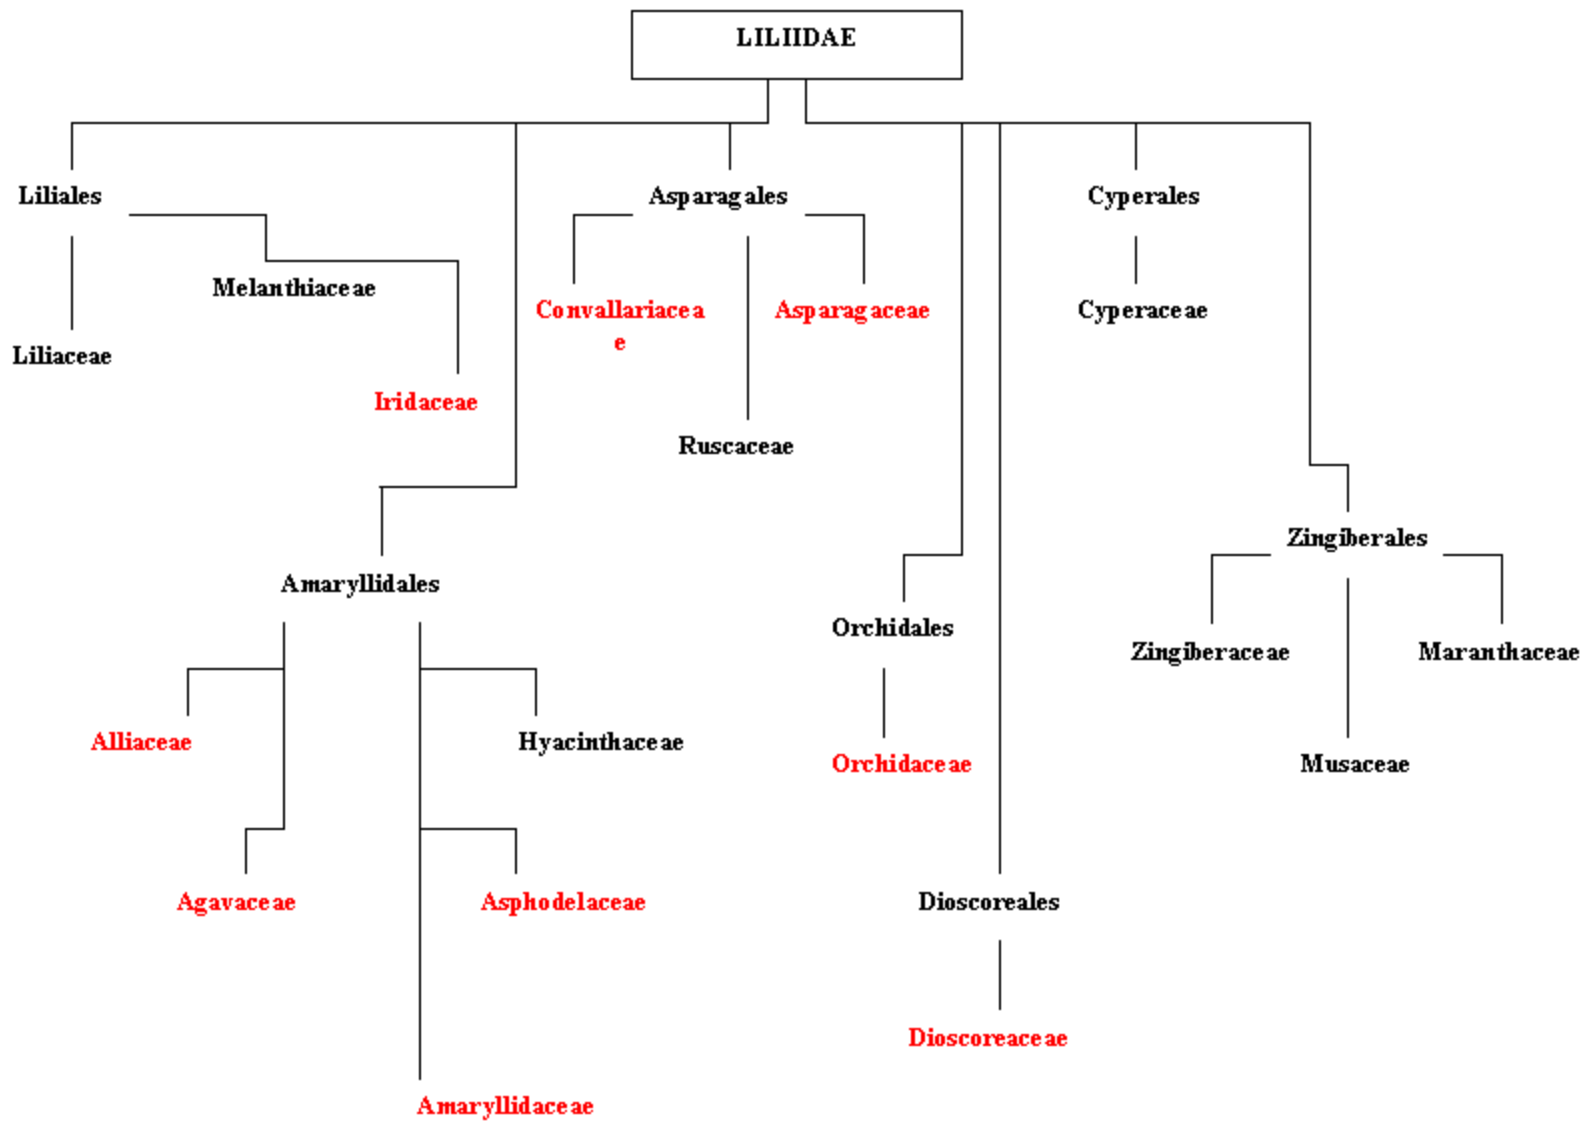 LILIIDAE
Liliales
Asparagales
Cyperales
Melanthiaceae
Convallariacea
e
Asparagaceae
Cyperaceae
Liliaceae
Iridaceae
Ruscaceae
Zingiberales
Amaryllidales
Orchidales
Zingiberaceae
Maranthaceae
Alliaceae
Hyacinthaceae
Orchidaceae
Musaceae
Agavaceae
Asphodelaceae
Dioscoreales
Dioscoreaceae
Amaryllidaceae